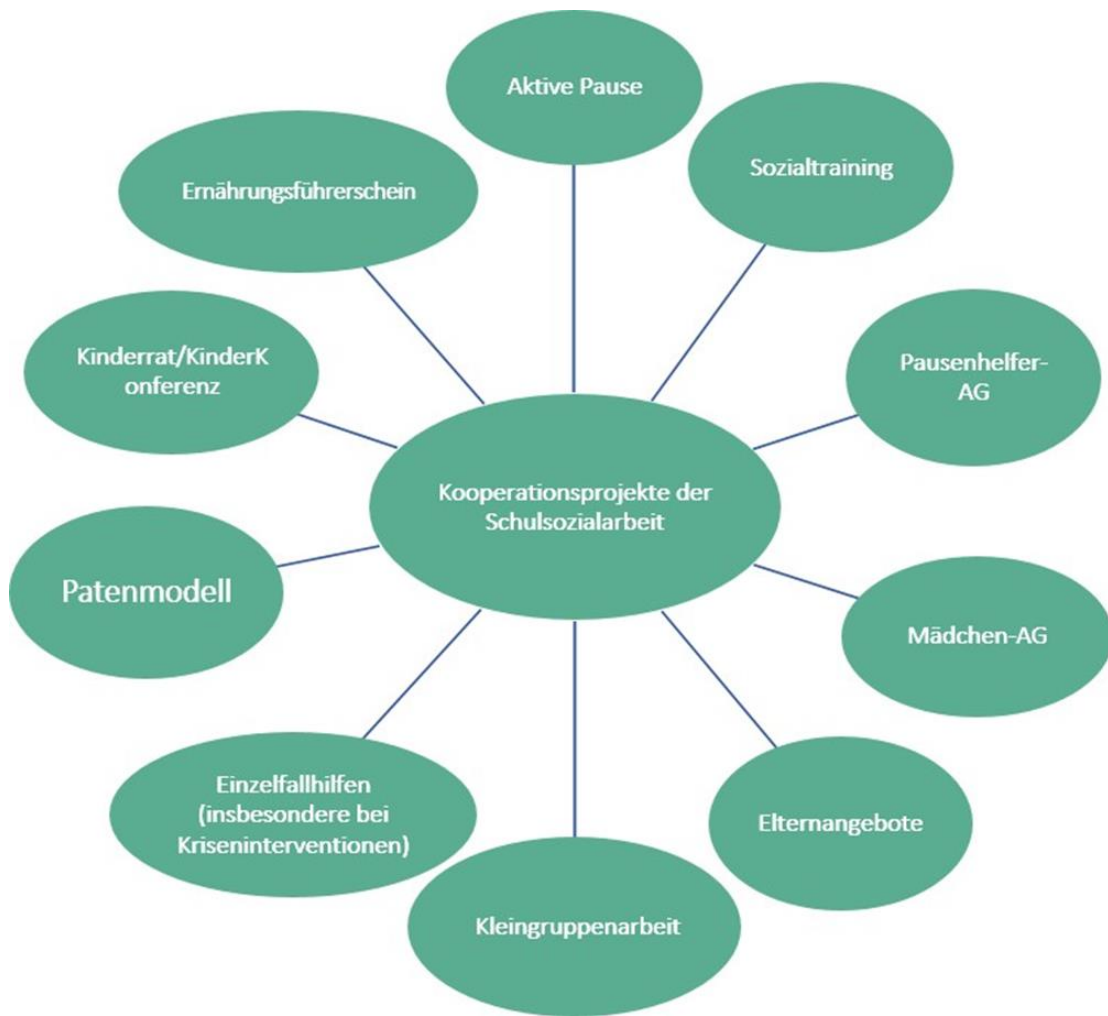 Aktive Pause
Sozialtraining
Ernährungsführerschein
Kinderrat/KinderK
onferenz
Pausenhelfer-
AG
Kooperationsprojekte der
Schulsozialarbeit
Patenmodell
Mädchen-AG
Einzelfallhilfen
(insbesondere bei
Kriseninterventionen)
Elternangebote
Kleingruppenarbeit